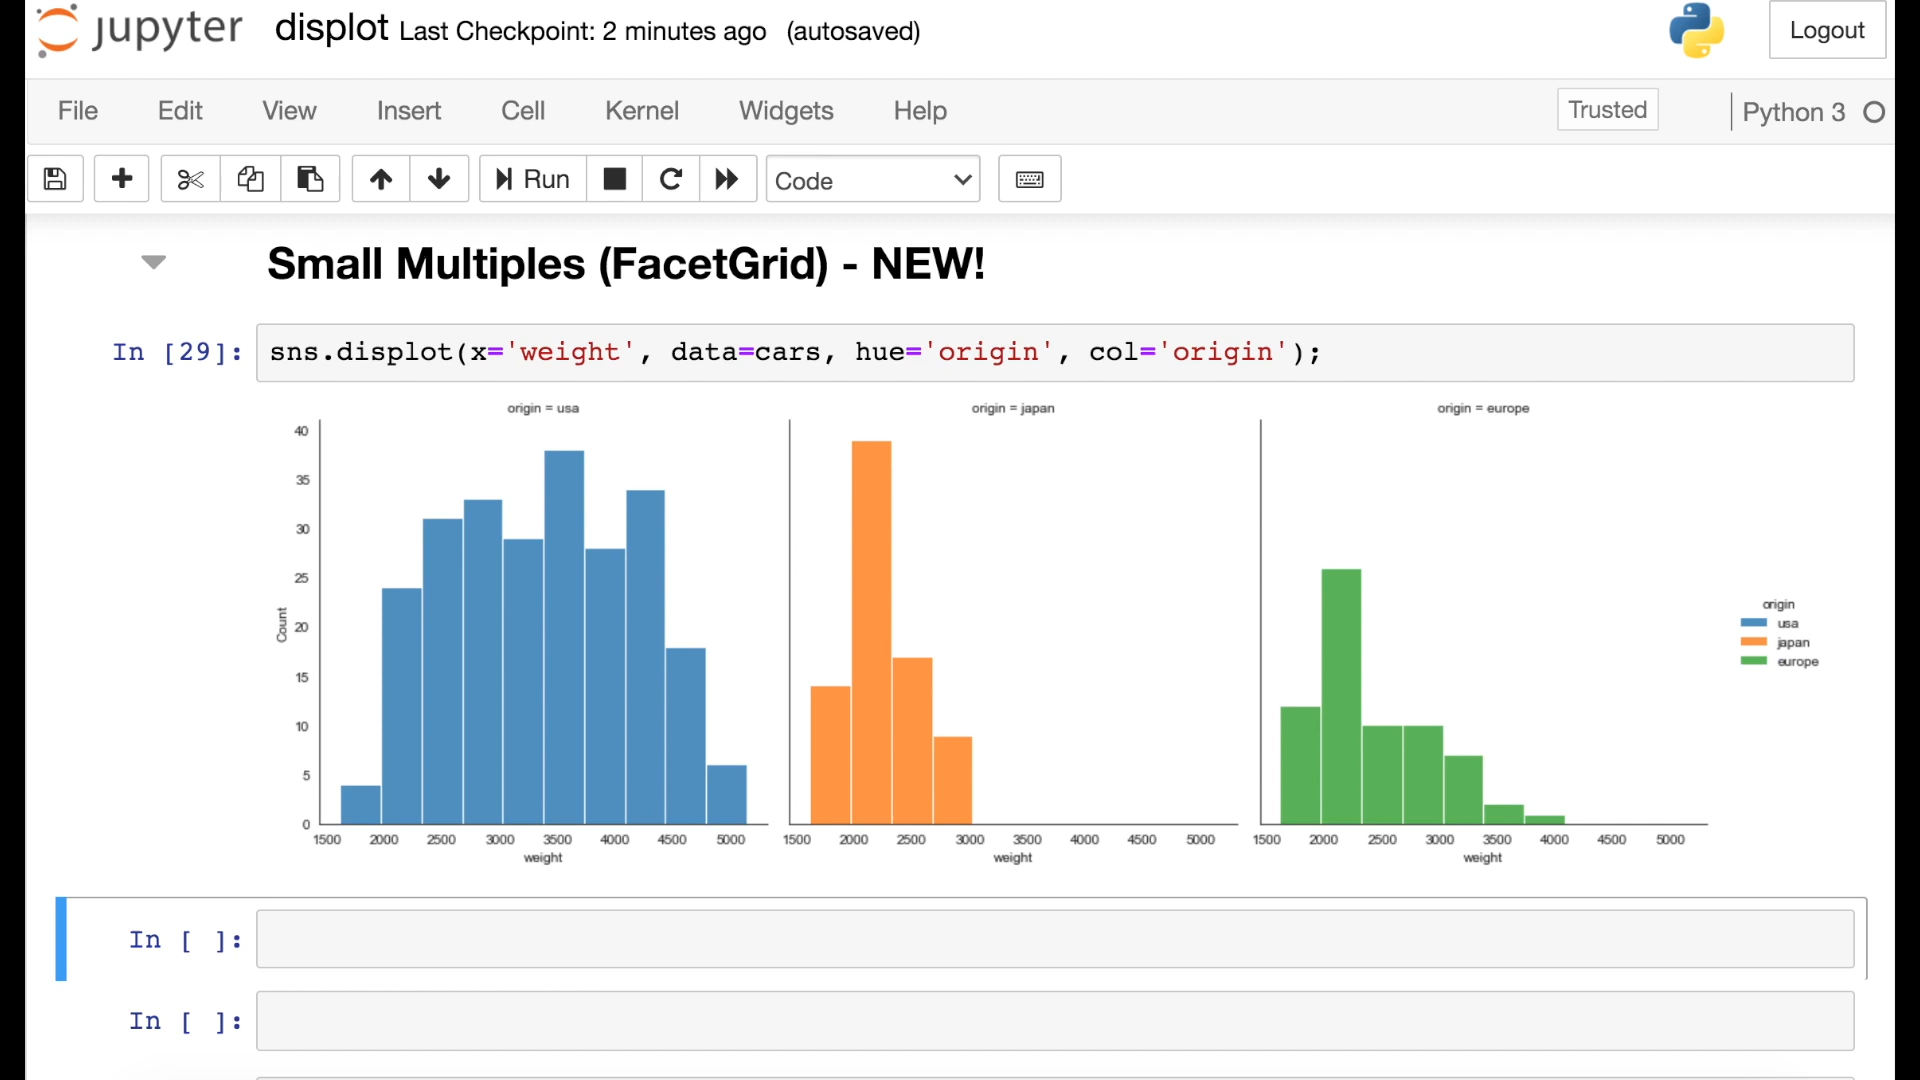 jupyter displot Last Checkpoint: 2 minutes ago (autosaved) Logout
File Edit View Insert Cell Kernel Widgets Help Trusted Python 3
Run Code
Small Multiples (FacetGrid) - NEW!
In [29]: sns.displot(x='weight', data=cars, hue='origin', col='origin');
origin = usa origin = japan origin = europe
40
35
30
25
20
15
10
5
0
Count
1500 2000 2500 3000 3500 4000 4500 5000 1500 2000 2500 3000 3500 4000 4500 5000 1500 2000 2500 3000 3500 4000 4500 5000
weight weight weight
origin
usa
japan
europe
In [ ]:
In [ ]: